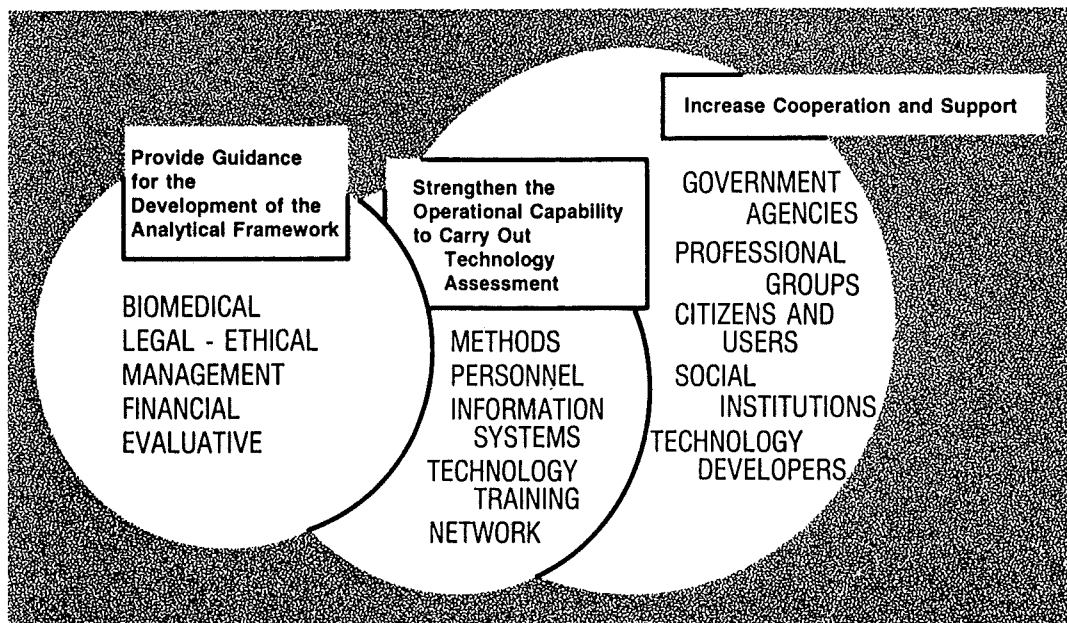 Provide Guidance
for the
Development of the
Analytical Framework
BIOMEDICAL
LEGAL - ETHICAL
MANAGEMENT
FINANCIAL
EVALUATIVE
Strengthen the
Operational Capability
to Carry Out
Technology
Assessment
METHODS
PERSONNEL
INFORMATION
SYSTEMS
TECHNOLOGY
TRAINING
NETWORK
Increase Cooperation and Support
GOVERNMENT
AGENCIES
PROFESSIONAL
GROUPS
CITIZENS AND
USERS
SOCIAL
INSTITUTIONS
TECHNOLOGY
DEVELOPERS